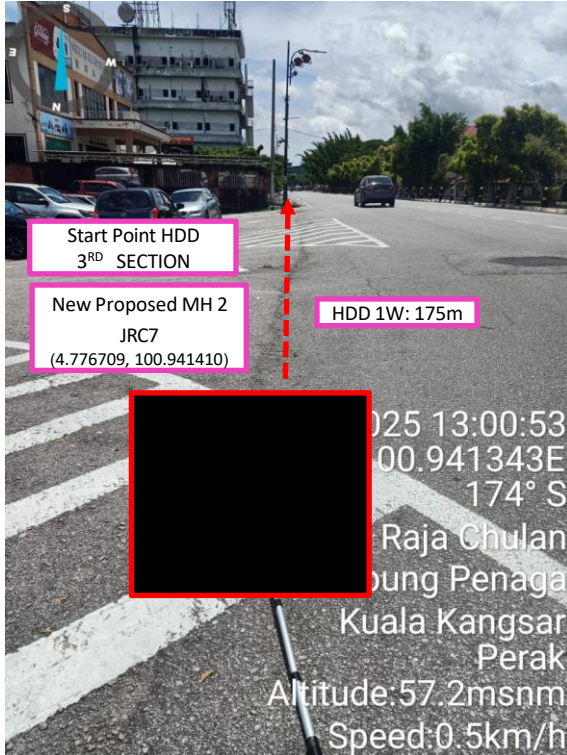 S
E
W
N
Start Point HDD
3RD SECTION
New Proposed MH 2
JRC7
(4.776709, 100.941410)
HDD 1W: 175m
025 13:00:53
00.941343E
174° S
Raja Chulan
Penaga
Kuala Kangsar
Perak
Altitude:57.2msnm
Speed:0.5km/h